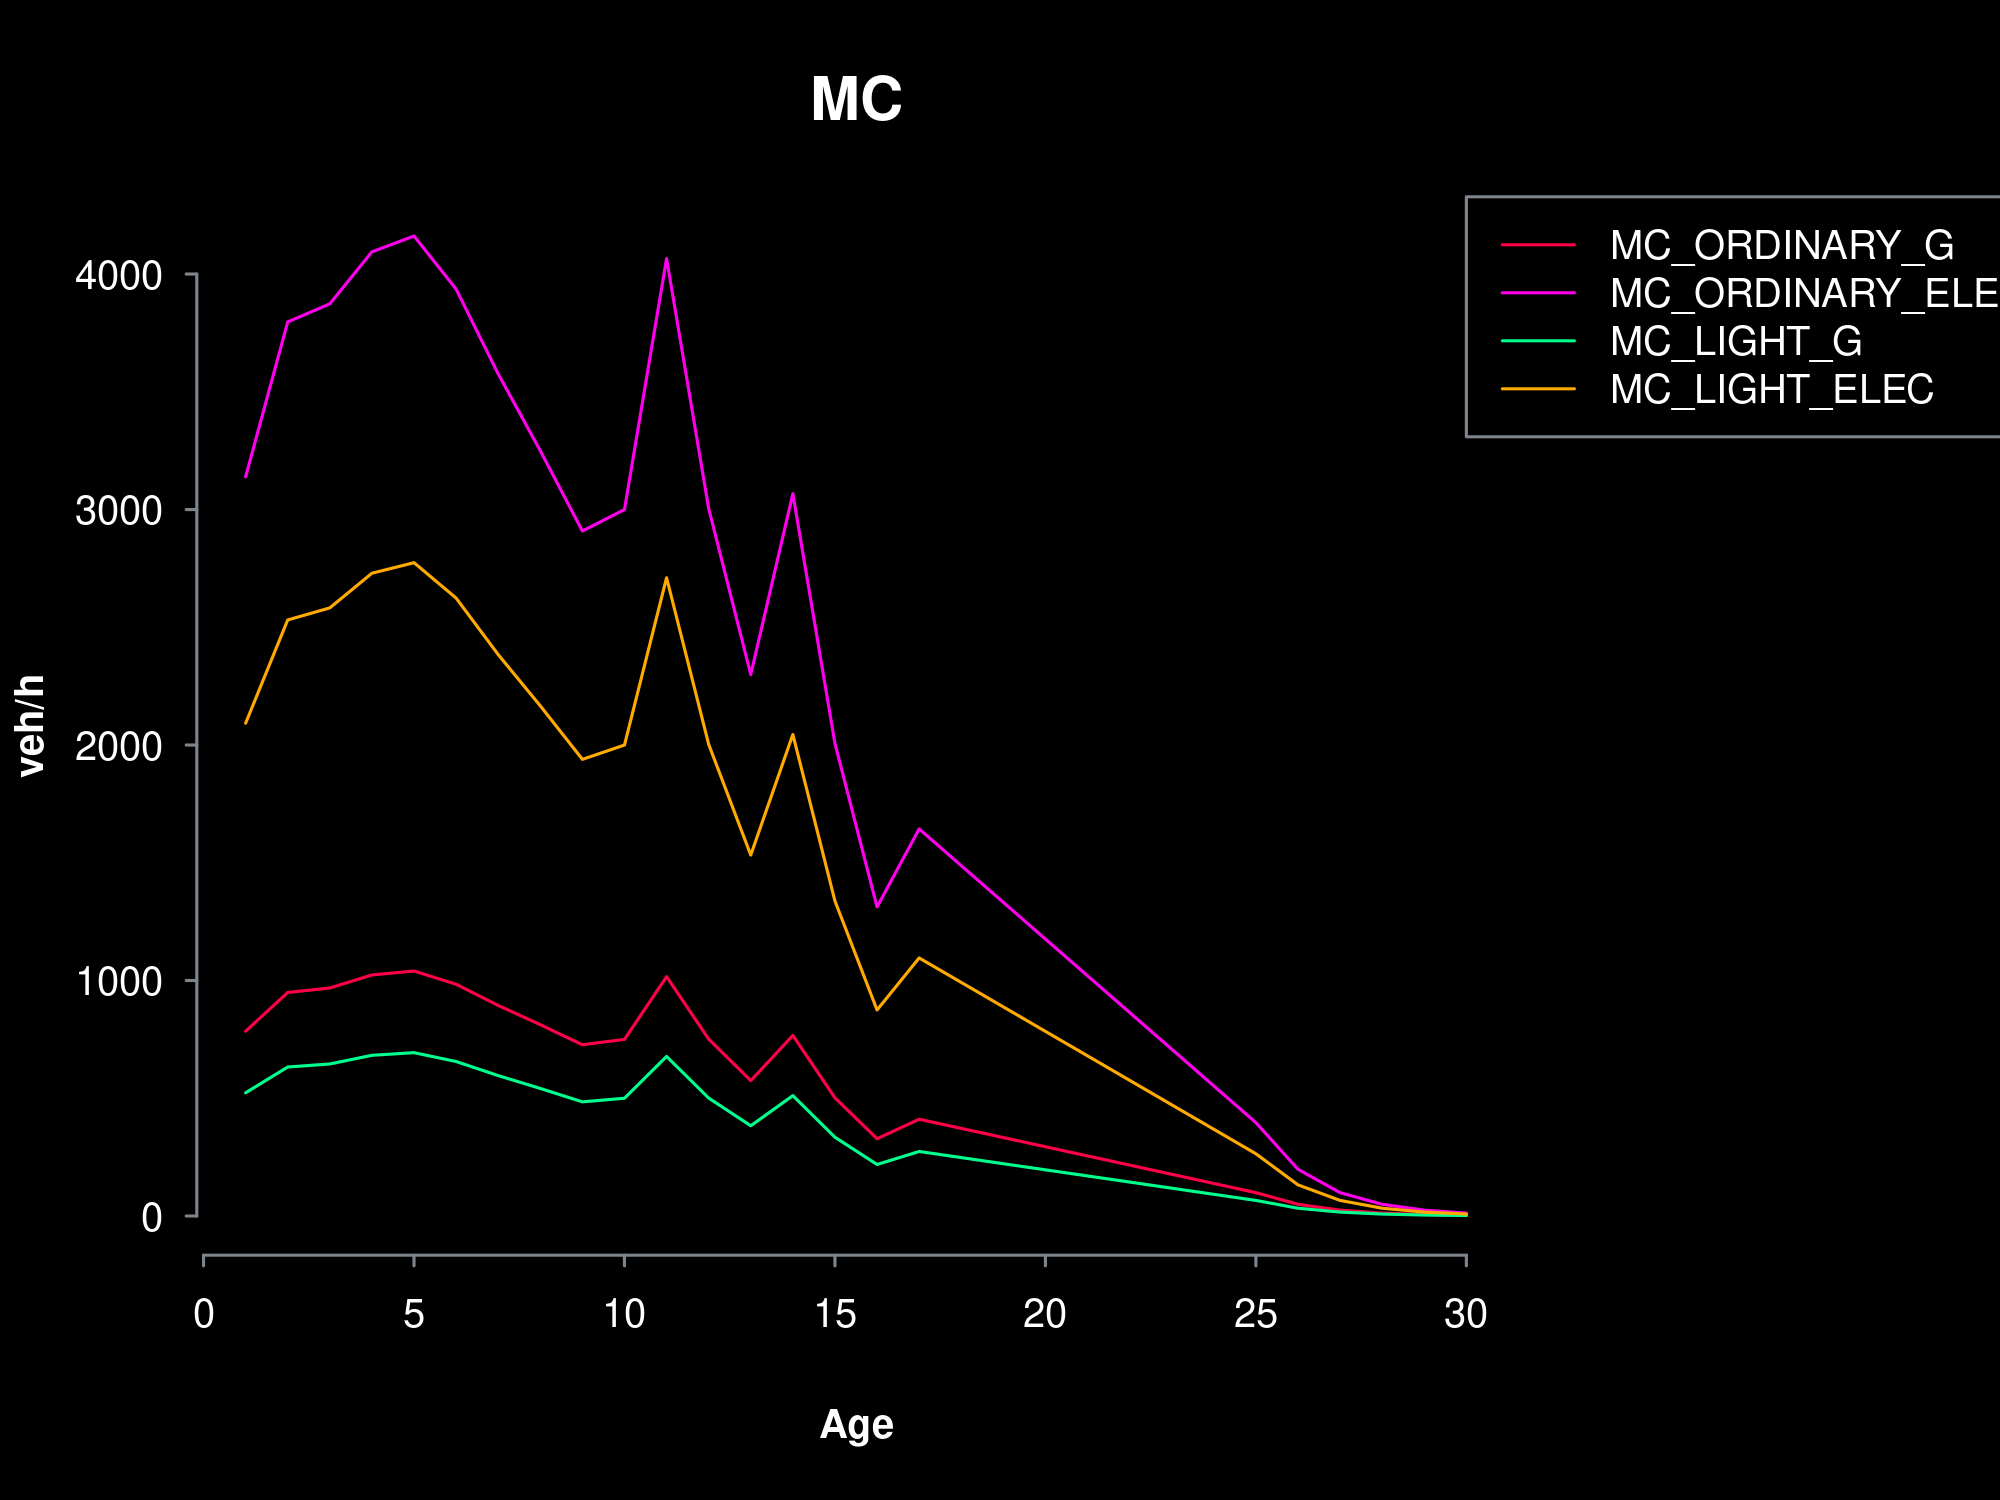 MC
MC_ORDINARY_G
MC_ORDINARY_ELE
MC_LIGHT_G
MC_LIGHT_ELEC
veh/h
4000
3000
2000
1000
0
0 5 10 15 20 25 30
Age